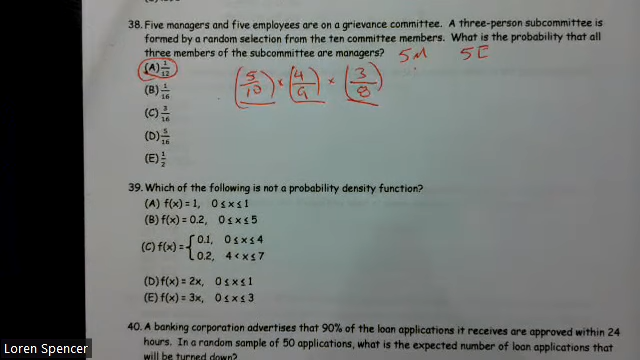 38. Five managers and five employees are on a grievance committee. A three-person subcommittee is
formed by a random selection from the ten committee members. What is the probability that all
three members of the subcommittee are managers? 5M 5E
(A) 1/12
(5/10) × (4/9) × (3/8)
(B) 1/16
(C) 3/16
(D) 5/16
(E) 1/2
39. Which of the following is not a probability density function?
(A) f(x) = 1, 0 ≤ x ≤ 1
(B) f(x) = 0.2, 0 ≤ x ≤ 5
(C) f(x) = { 0.1, 0 ≤ x ≤ 4
0.2, 4 < x ≤ 7
(D) f(x) = 2x, 0 ≤ x ≤ 1
(E) f(x) = 3x, 0 ≤ x ≤ 3
40. A banking corporation advertises that 90% of the loan applications it receives are approved within 24
hours. In a random sample of 50 applications, what is the expected number of loan applications that
will be turned down?
Loren Spencer